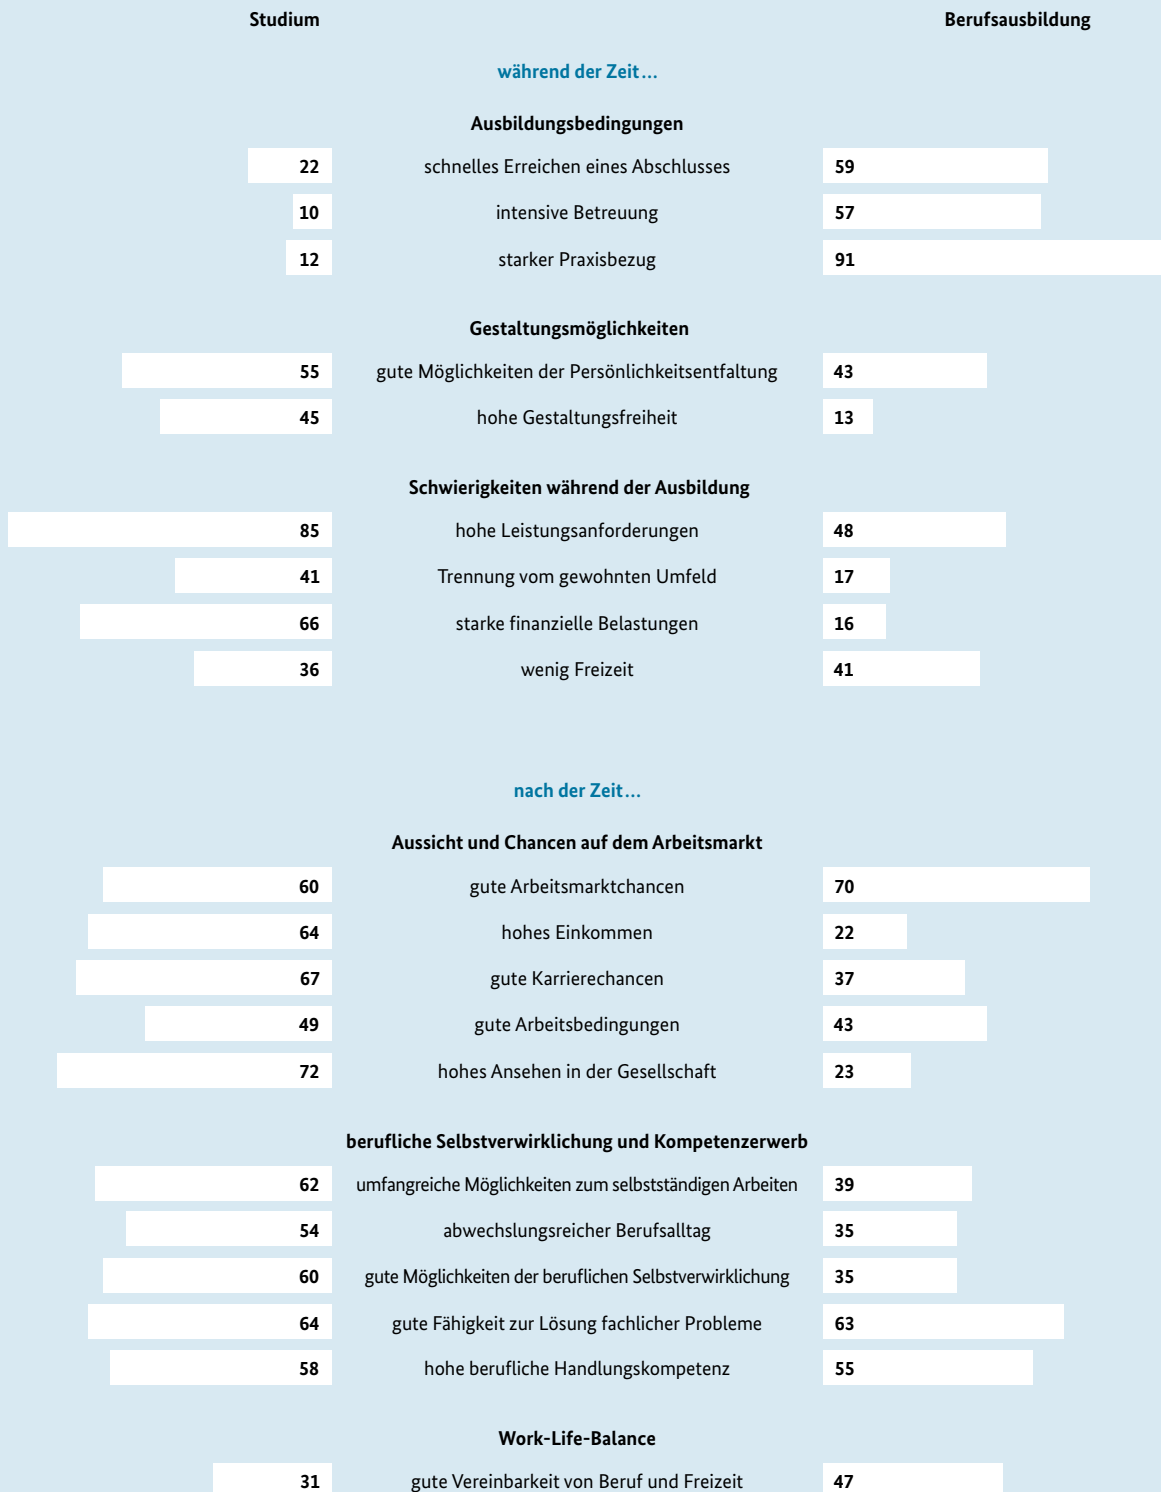 Studium Berufsausbildung
während der Zeit…
Ausbildungsbedingungen
22 schnelles Erreichen eines Abschlusses 59
10 intensive Betreuung 57
12 starker Praxisbezug 91
Gestaltungsmöglichkeiten
55 gute Möglichkeiten der Persönlichkeitsentfaltung 43
45 hohe Gestaltungsfreiheit 13
Schwierigkeiten während der Ausbildung
85 hohe Leistungsanforderungen 48
41 Trennung vom gewohnten Umfeld 17
66 starke finanzielle Belastungen 16
36 wenig Freizeit 41
nach der Zeit…
Aussicht und Chancen auf dem Arbeitsmarkt
60 gute Arbeitsmarktchancen 70
64 hohes Einkommen 22
67 gute Karrierechancen 37
49 gute Arbeitsbedingungen 43
72 hohes Ansehen in der Gesellschaft 23
berufliche Selbstverwirklichung und Kompetenzerwerb
62 umfangreiche Möglichkeiten zum selbstständigen Arbeiten 39
54 abwechslungsreicher Berufsalltag 35
60 gute Möglichkeiten der beruflichen Selbstverwirklichung 35
64 gute Fähigkeit zur Lösung fachlicher Probleme 63
58 hohe berufliche Handlungskompetenz 55
Work-Life-Balance
31 gute Vereinbarkeit von Beruf und Freizeit 47